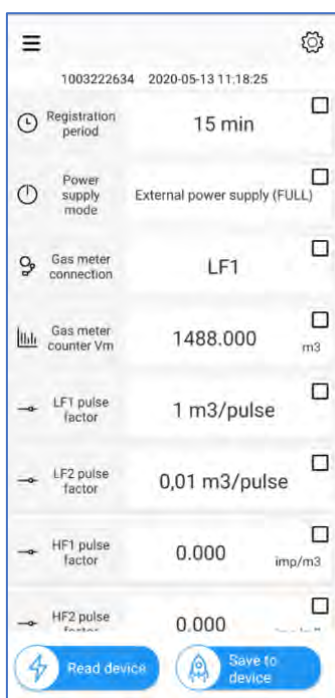 1003222634 2020-05-13 11:18:25
Registration
period
15 min
Power
supply
mode
External power supply (FULL)
Gas meter
connection
LF1
Gas meter
counter Vm
1488.000
m3
LF1 pulse
factor
1 m3/pulse
LF2 pulse
factor
0,01 m3/pulse
HF1 pulse
factor
0.000
imp/m3
HF2 pulse
0.000
Read device
Save to
device